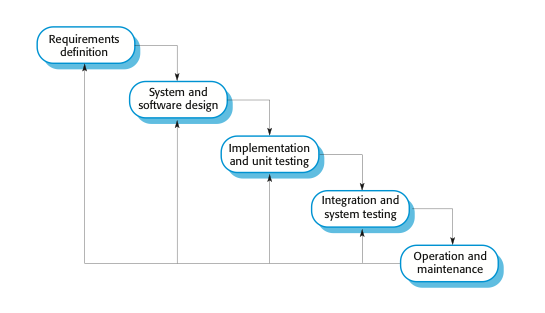 Requirements
definition
System and
software design
Implementation
and unit testing
Integration and
system testing
Operation and
maintenance